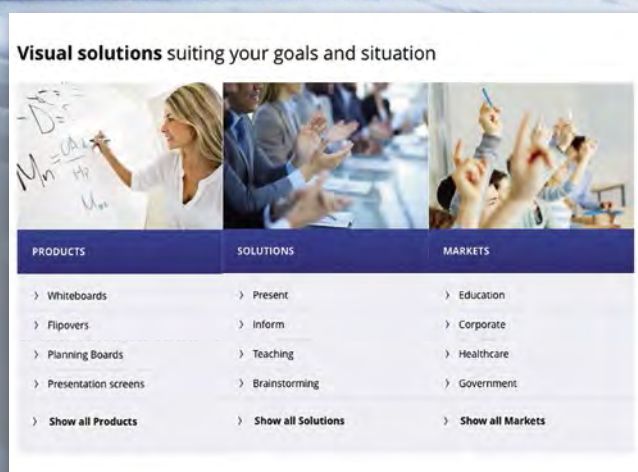 Visual solutions suiting your goals and situation
PRODUCTS
Whiteboards
Flipovers
Planning Boards
Presentation screens
Show all Products
SOLUTIONS
Present
Inform
Teaching
Brainstorming
Show all Solutions
MARKETS
Education
Corporate
Healthcare
Government
Show all Markets